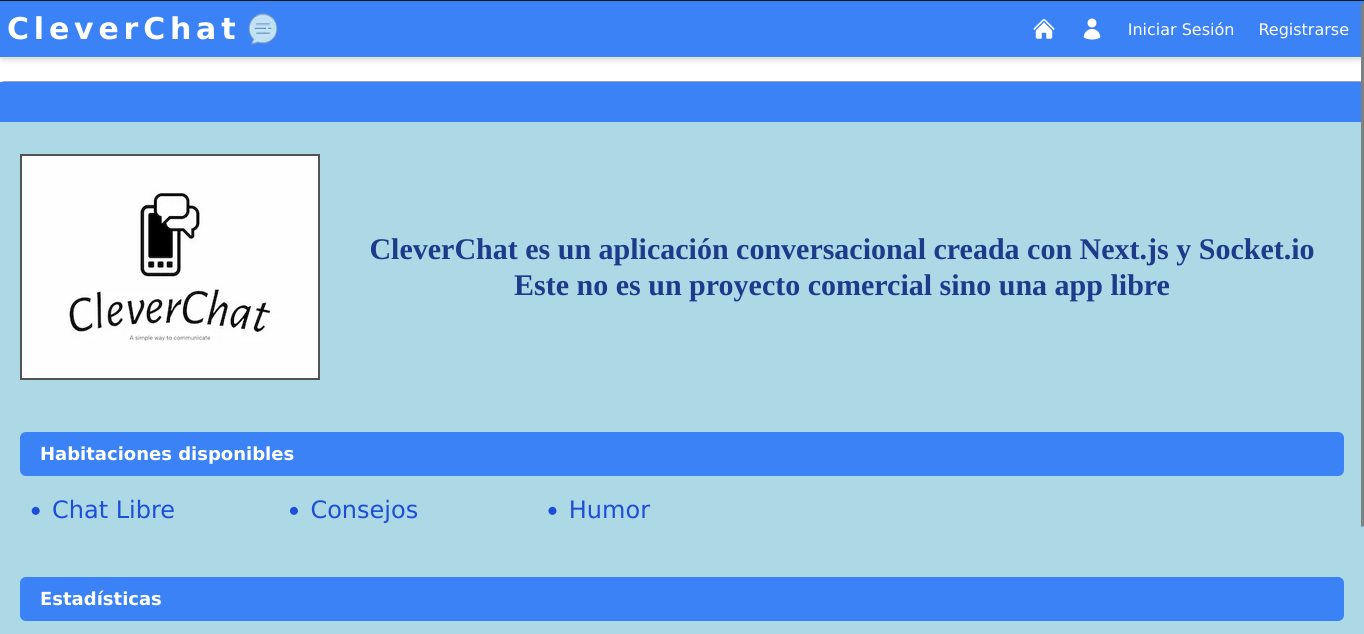 CleverChat
Iniciar Sesión
Registrarse
CleverChat
A simple way to communicate
CleverChat es un aplicación conversacional creada con Next.js y Socket.io
Este no es un proyecto comercial sino una app libre
Habitaciones disponibles
Chat Libre
Consejos
Humor
Estadísticas